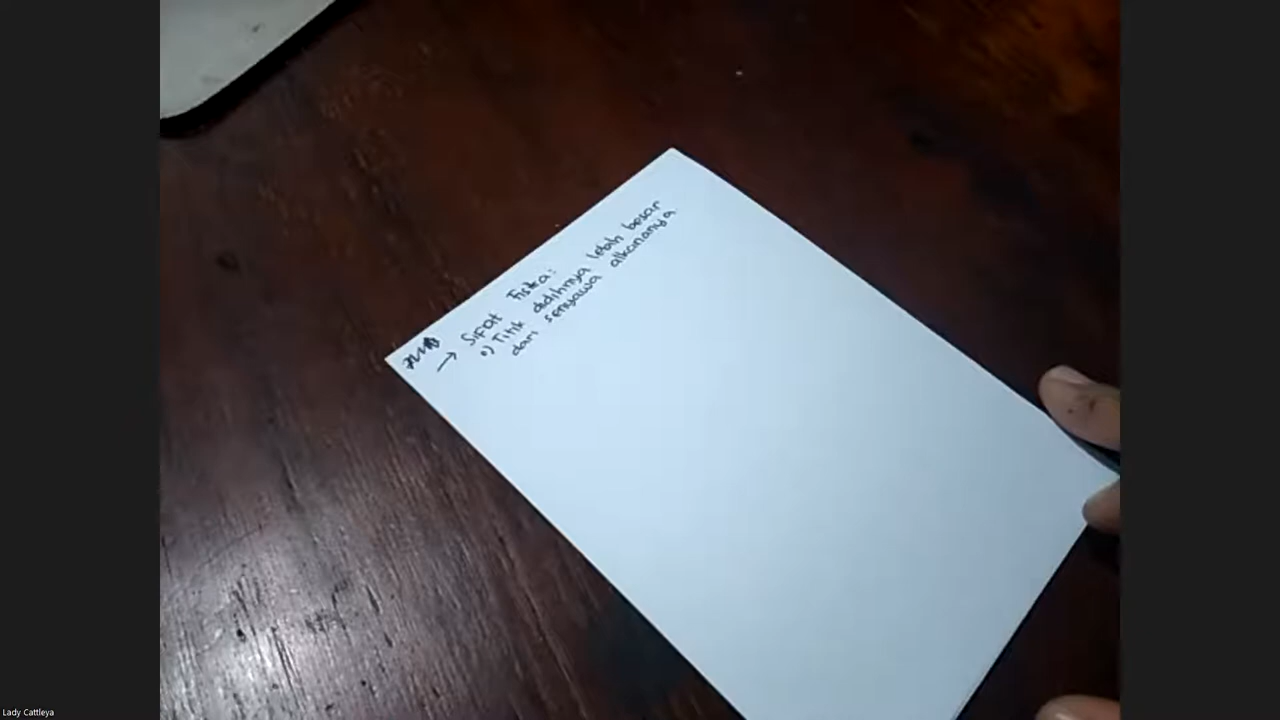 → Sifat Fisika:
•) Titik didihnya lebih besar
dari senyawa alkananya
Lady Cattleya